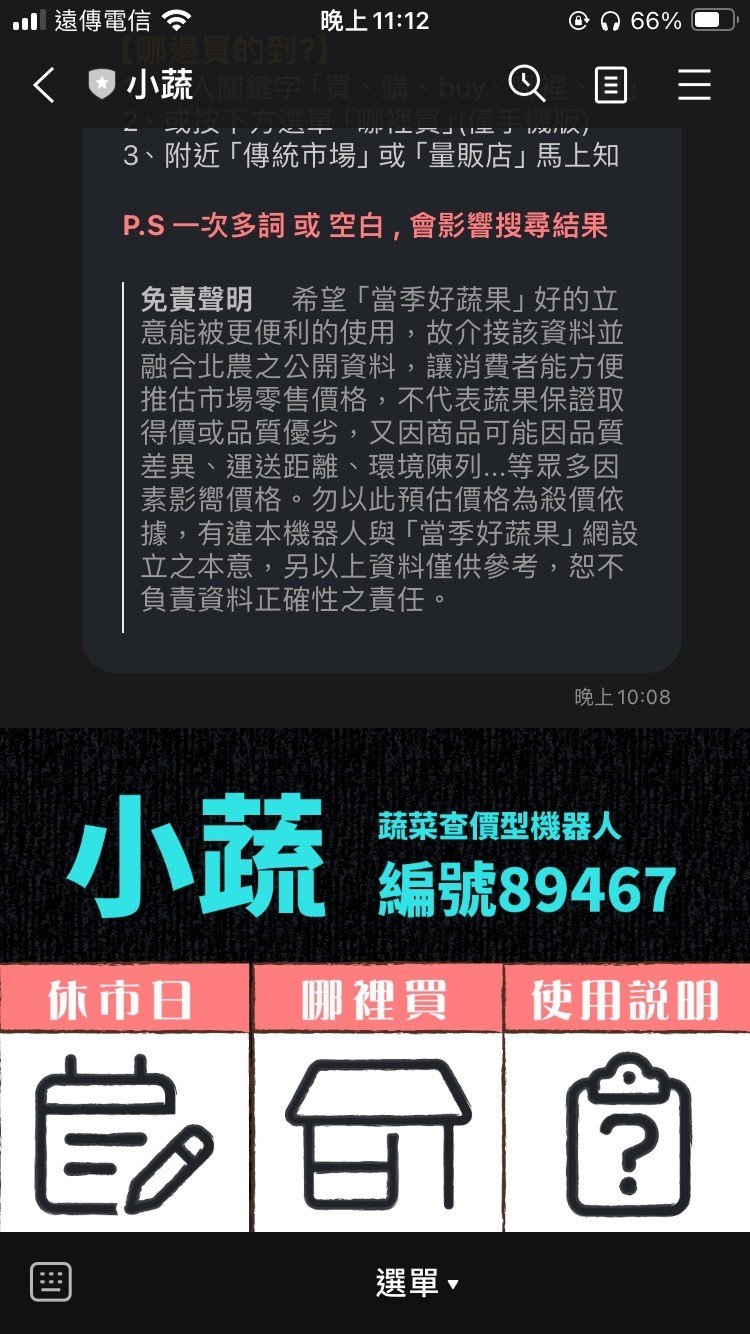 遠傳電信
晚上11:12
66%
【哪邊買的到?】
小蔬
入關鍵字「買、購、buy、
2、或按下方選單「哪裡買」(僅手機版)
3、附近「傳統市場」或「量販店」馬上知
P.S 一次多詞 或 空白 , 會影響搜尋結果
免責聲明 希望「當季好蔬果」好的立
意能被更便利的使用，故介接該資料並
融合北農之公開資料，讓消費者能方便
推估市場零售價格，不代表蔬果保證取
得價或品質優劣，又因商品可能因品質
差異、運送距離、環境陳列...等眾多因
素影嚮價格。勿以此預估價格為殺價依
據，有違本機器人與「當季好蔬果」網設
立之本意，另以上資料僅供參考，恕不
負責資料正確性之責任。
晚上10:08
小蔬
蔬菜查價型機器人
編號89467
休市日
哪裡買
使用說明
選單▼